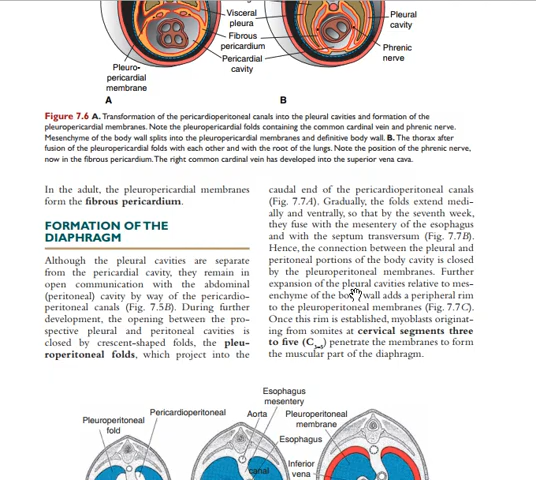 Visceral
pleura
Fibrous
pericardium
Pericardial
cavity
Pleural
cavity
Phrenic
nerve
Pleuro-
pericardial
membrane
A
B
Figure 7.6 A. Transformation of the pericardioperitoneal canals into the pleural cavities and formation of the
pleuropericardial membranes. Note the pleuropericardial folds containing the common cardinal vein and phrenic nerve.
Mesenchyme of the body wall splits into the pleuropericardial membranes and definitive body wall. B. The thorax after
fusion of the pleuropericardial folds with each other and with the root of the lungs. Note the position of the phrenic nerve,
now in the fibrous pericardium. The right common cardinal vein has developed into the superior vena cava.
In the adult, the pleuropericardial membranes
form the fibrous pericardium.
FORMATION OF THE
DIAPHRAGM
Although the pleural cavities are separate
from the pericardial cavity, they remain in
open communication with the abdominal
(peritoneal) cavity by way of the pericardio-
peritoneal canals (Fig. 7.5B). During further
development, the opening between the pro-
spective pleural and peritoneal cavities is
closed by crescent-shaped folds, the pleu-
roperitoneal folds, which project into the
caudal end of the pericardioperitoneal canals
(Fig. 7.7A). Gradually, the folds extend medi-
ally and ventrally, so that by the seventh week,
they fuse with the mesentery of the esophagus
and with the septum transversum (Fig. 7.7B).
Hence, the connection between the pleural and
peritoneal portions of the body cavity is closed
by the pleuroperitoneal membranes. Further
expansion of the pleural cavities relative to mes-
enchyme of the body wall adds a peripheral rim
to the pleuroperitoneal membranes (Fig. 7.7C).
Once this rim is established, myoblasts originat-
ing from somites at cervical segments three
to five (C3–5) penetrate the membranes to form
the muscular part of the diaphragm.
Pleuroperitoneal
fold
Pericardioperitoneal
canal
Aorta
Esophagus
mesentery
Esophagus
Pleuroperitoneal
membrane
Inferior
vena